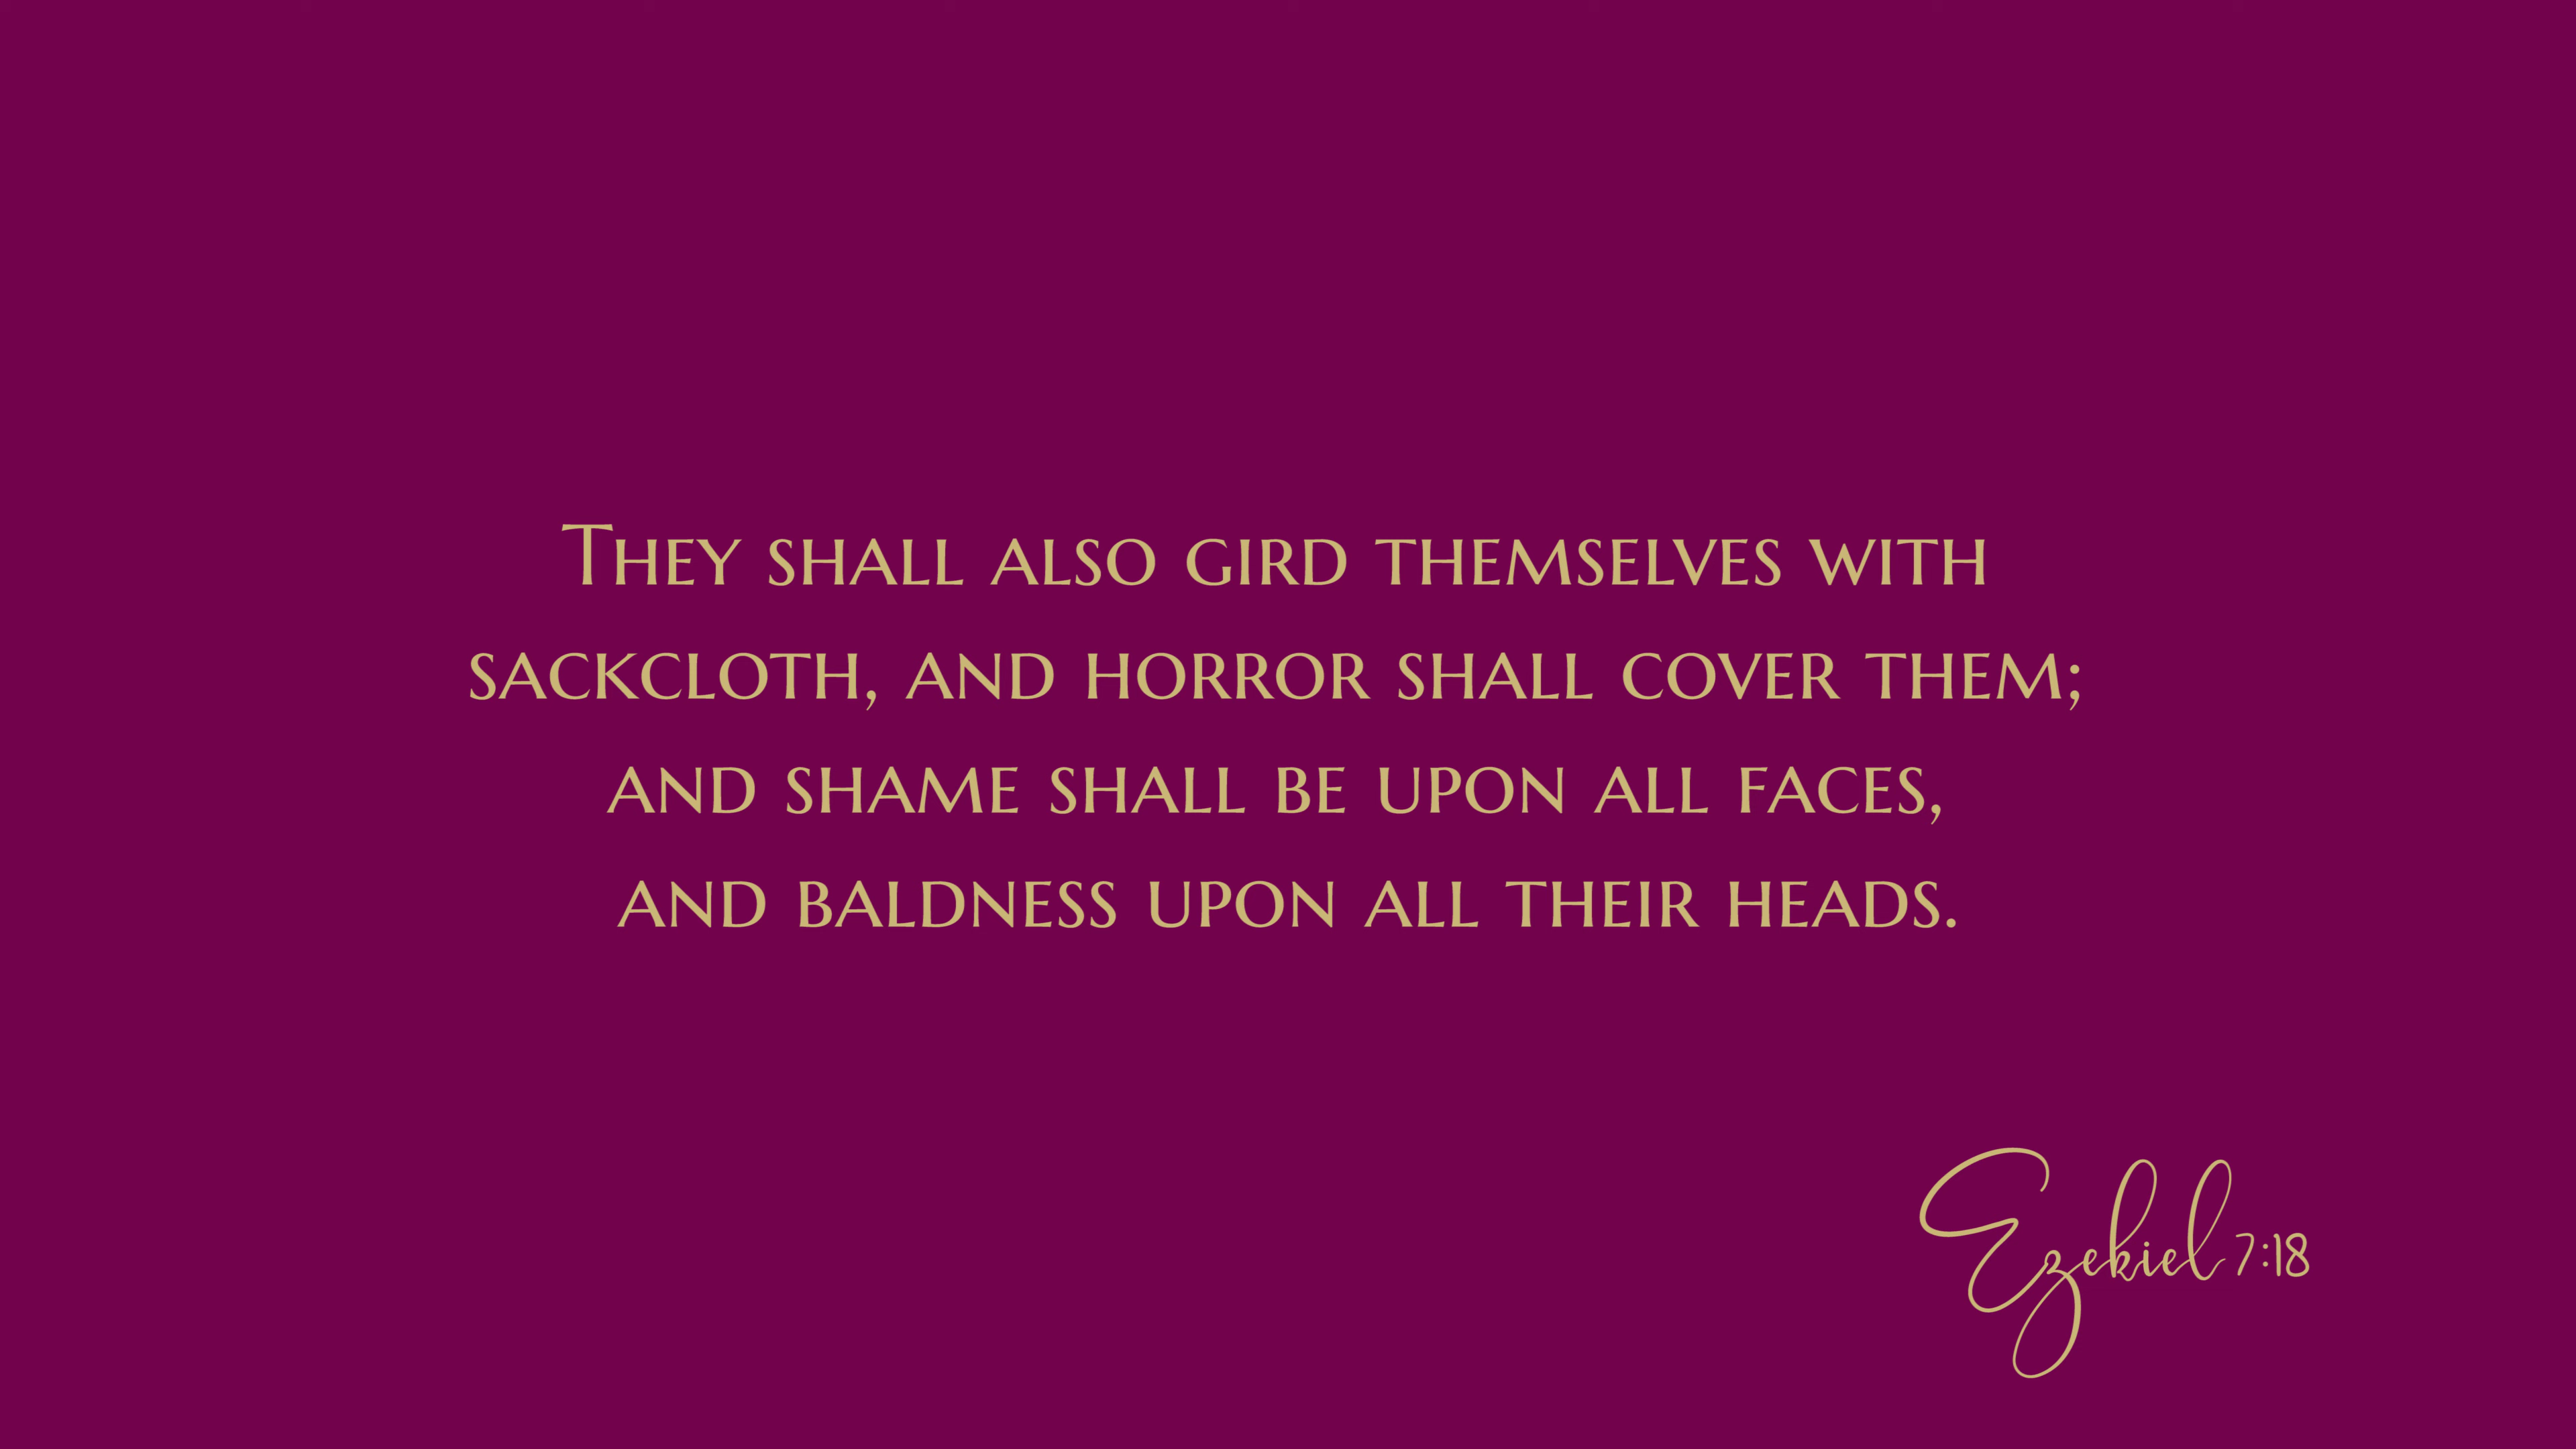 They shall also gird themselves with
sackcloth, and horror shall cover them;
and shame shall be upon all faces,
and baldness upon all their heads.
Ezekiel 7:18